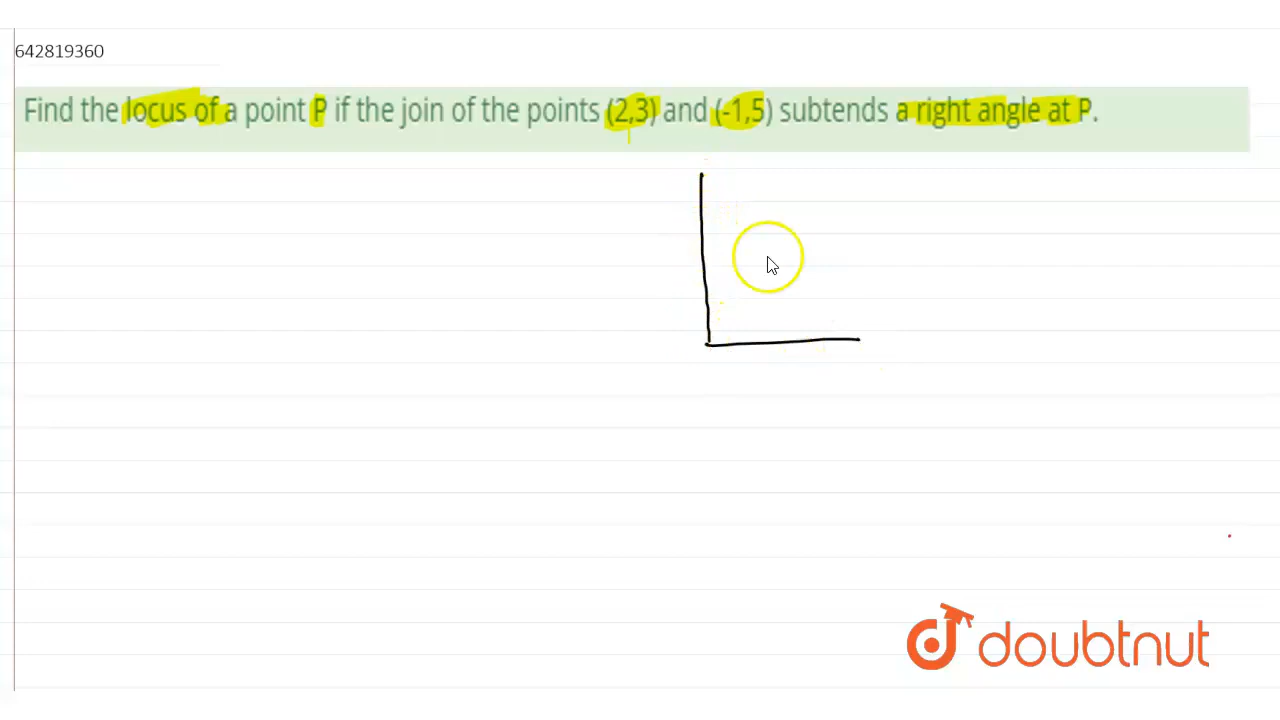 642819360
Find the locus of a point P if the join of the points (2,3) and (-1,5) subtends a right angle at P.
doubtnut